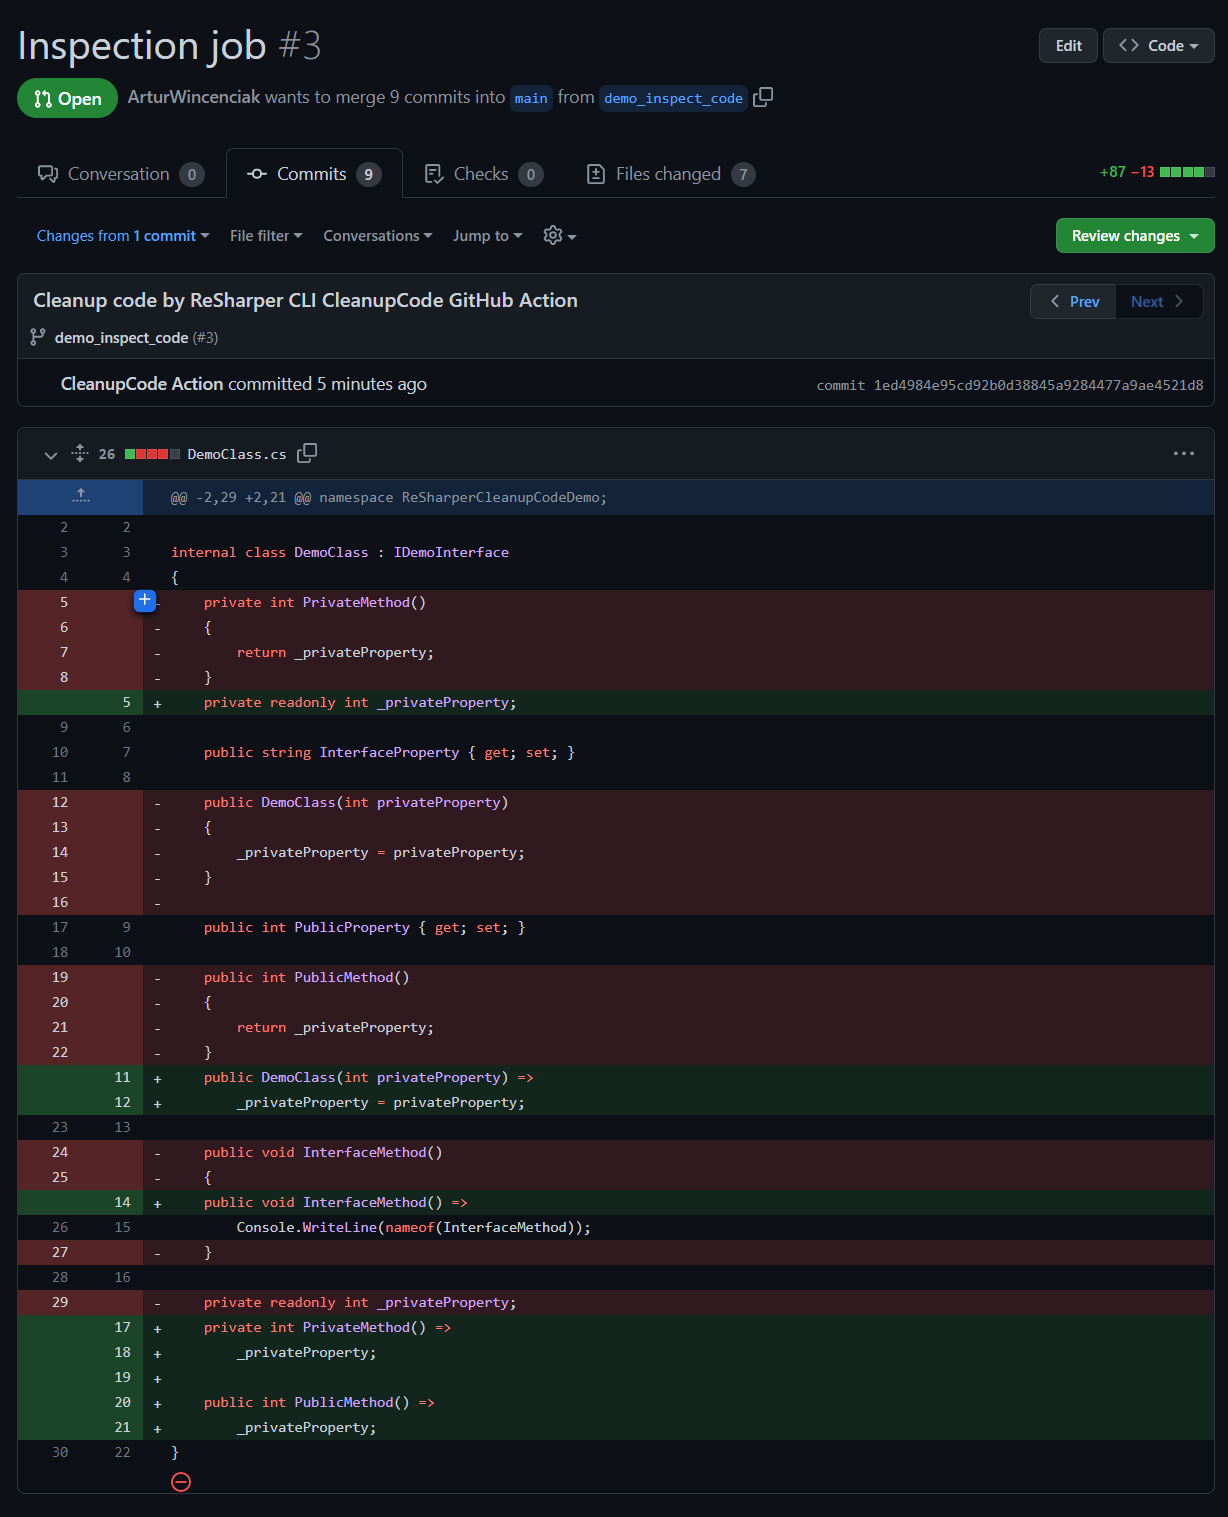 Inspection job #3
Edit
Code
Open
ArturWincenciak wants to merge 9 commits into main from demo_inspect_code
Conversation 0
Commits 9
Checks 0
Files changed 7
+87 −13
Changes from 1 commit
File filter
Conversations
Jump to
Review changes
Cleanup code by ReSharper CLI CleanupCode GitHub Action
Prev
Next
demo_inspect_code (#3)
CleanupCode Action committed 5 minutes ago
commit 1ed4984e95cd92b0d38845a9284477a9ae4521d8
26 DemoClass.cs
@@ -2,29 +2,21 @@ namespace ReSharperCleanupCodeDemo;
2 2
3 3 internal class DemoClass : IDemoInterface
4 4 {
5 - private int PrivateMethod()
6 - {
7 - return _privateProperty;
8 - }
5 + private readonly int _privateProperty;
9 6
10 7 public string InterfaceProperty { get; set; }
11 8
12 - public DemoClass(int privateProperty)
13 - {
14 - _privateProperty = privateProperty;
15 - }
16 -
17 9 public int PublicProperty { get; set; }
18 10
19 - public int PublicMethod()
20 - {
21 - return _privateProperty;
22 - }
11 + public DemoClass(int privateProperty) =>
12 + _privateProperty = privateProperty;
23 13
24 - public void InterfaceMethod()
25 - {
14 + public void InterfaceMethod() =>
26 15 Console.WriteLine(nameof(InterfaceMethod));
27 - }
28 16
29 - private readonly int _privateProperty;
17 + private int PrivateMethod() =>
18 + _privateProperty;
19 +
20 + public int PublicMethod() =>
21 + _privateProperty;
30 22 }